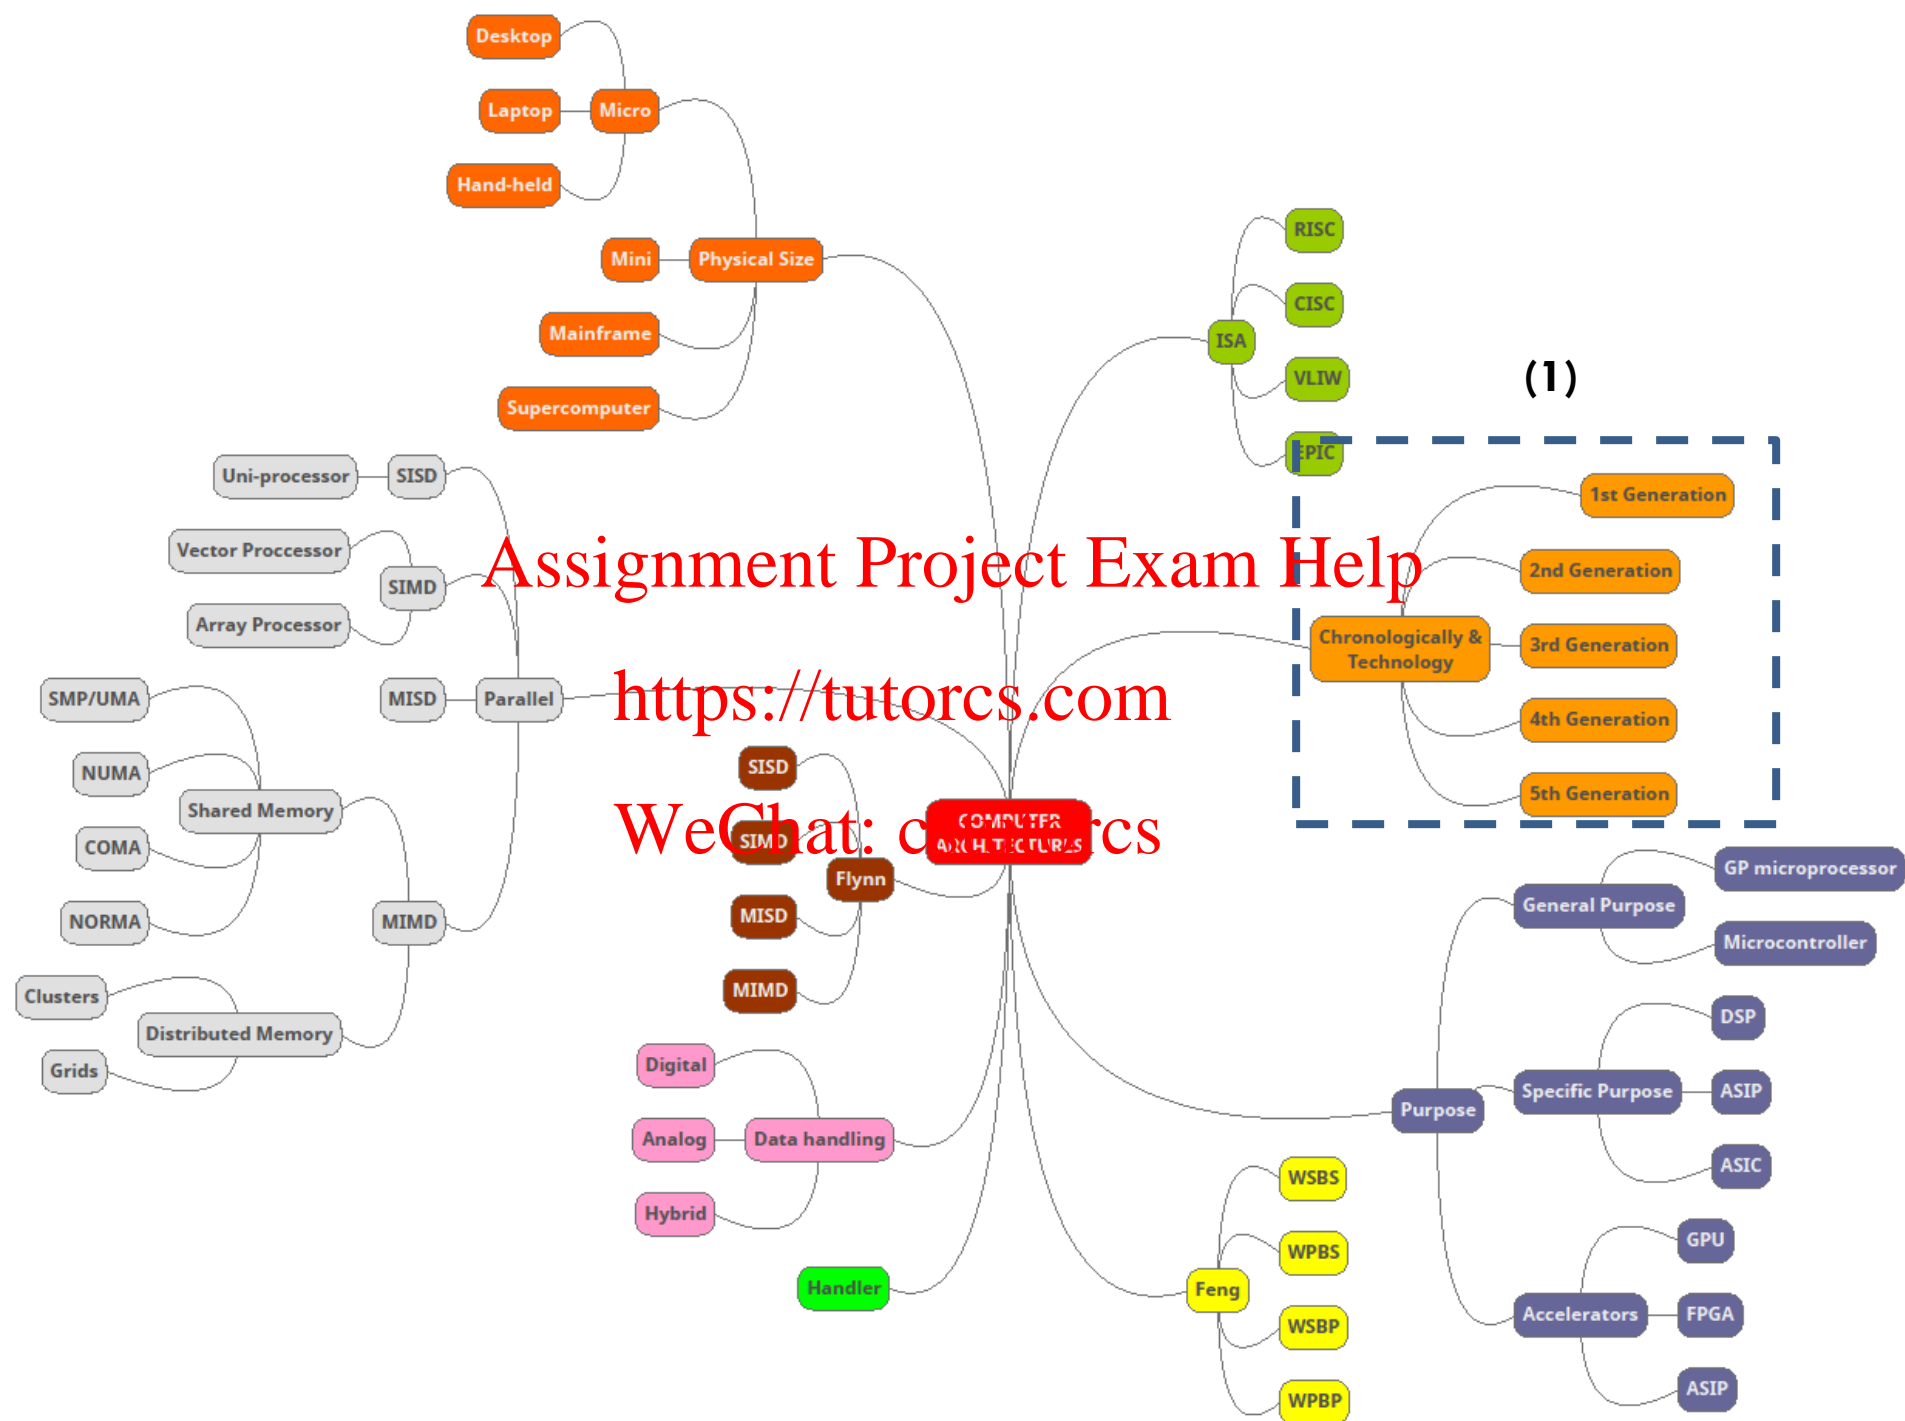 Desktop
Laptop
Micro
Hand-held
Mini
Physical Size
Mainframe
Supercomputer
RISC
CISC
ISA
VLIW
EPIC
(1)
1st Generation
2nd Generation
Chronologically &
Technology
3rd Generation
4th Generation
5th Generation
Uni-processor
SISD
Vector Proccessor
SIMD
Array Processor
MISD
Parallel
SMP/UMA
NUMA
Shared Memory
COMA
NORMA
MIMD
Clusters
Distributed Memory
Grids
Assignment Project Exam Help
https://tutorcs.com
WeChat: cstutorcs
COMPUTER
ARCHITECTURES
SISD
SIMD
Flynn
MISD
MIMD
Digital
Analog
Data handling
Hybrid
Handler
GP microprocessor
General Purpose
Microcontroller
DSP
Purpose
Specific Purpose
ASIP
ASIC
GPU
Accelerators
FPGA
ASIP
WSBS
WPBS
Feng
WSBP
WPBP